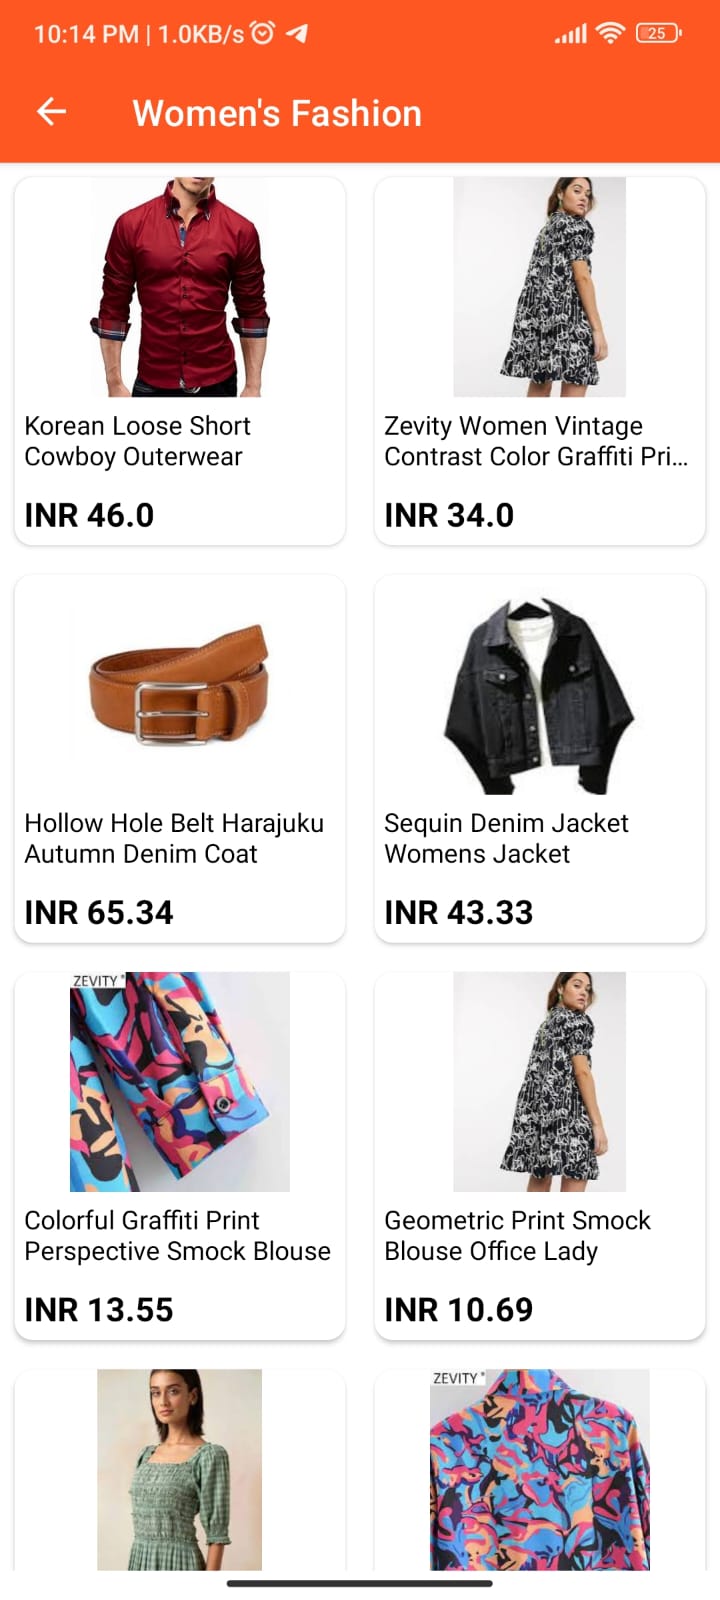 10:14 PM | 1.0KB/s
25
Women's Fashion
Korean Loose Short
Cowboy Outerwear
INR 46.0
Zevity Women Vintage
Contrast Color Graffiti Pri...
INR 34.0
Hollow Hole Belt Harajuku
Autumn Denim Coat
INR 65.34
Sequin Denim Jacket
Womens Jacket
INR 43.33
ZEVITY
Colorful Graffiti Print
Perspective Smock Blouse
INR 13.55
Geometric Print Smock
Blouse Office Lady
INR 10.69
ZEVITY